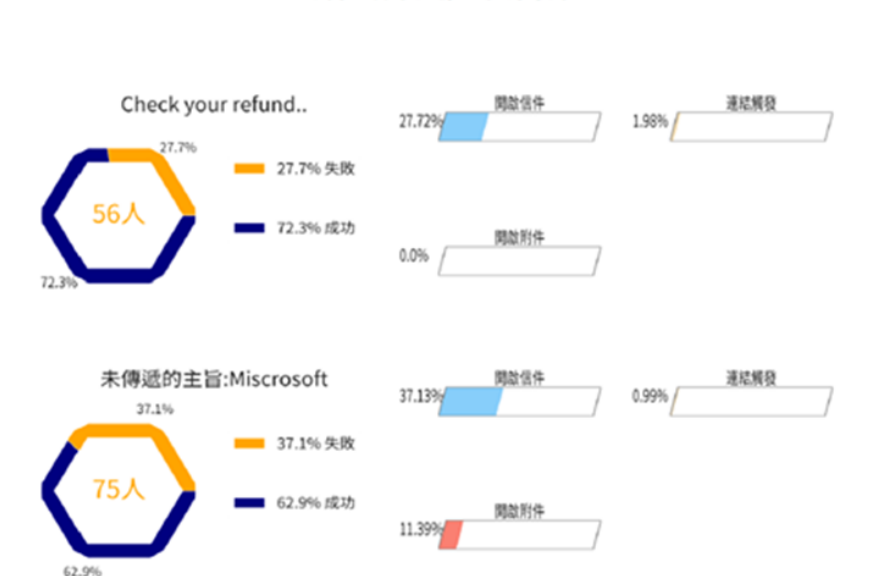 Check your refund..
27.7%
56人
72.3%
27.7% 失敗
72.3% 成功
開啟信件
27.72%
連結觸發
1.98%
開啟附件
0.0%
未傳遞的主旨:Miscrosoft
37.1%
75人
62.9%
37.1% 失敗
62.9% 成功
開啟信件
37.13%
連結觸發
0.99%
開啟附件
11.39%